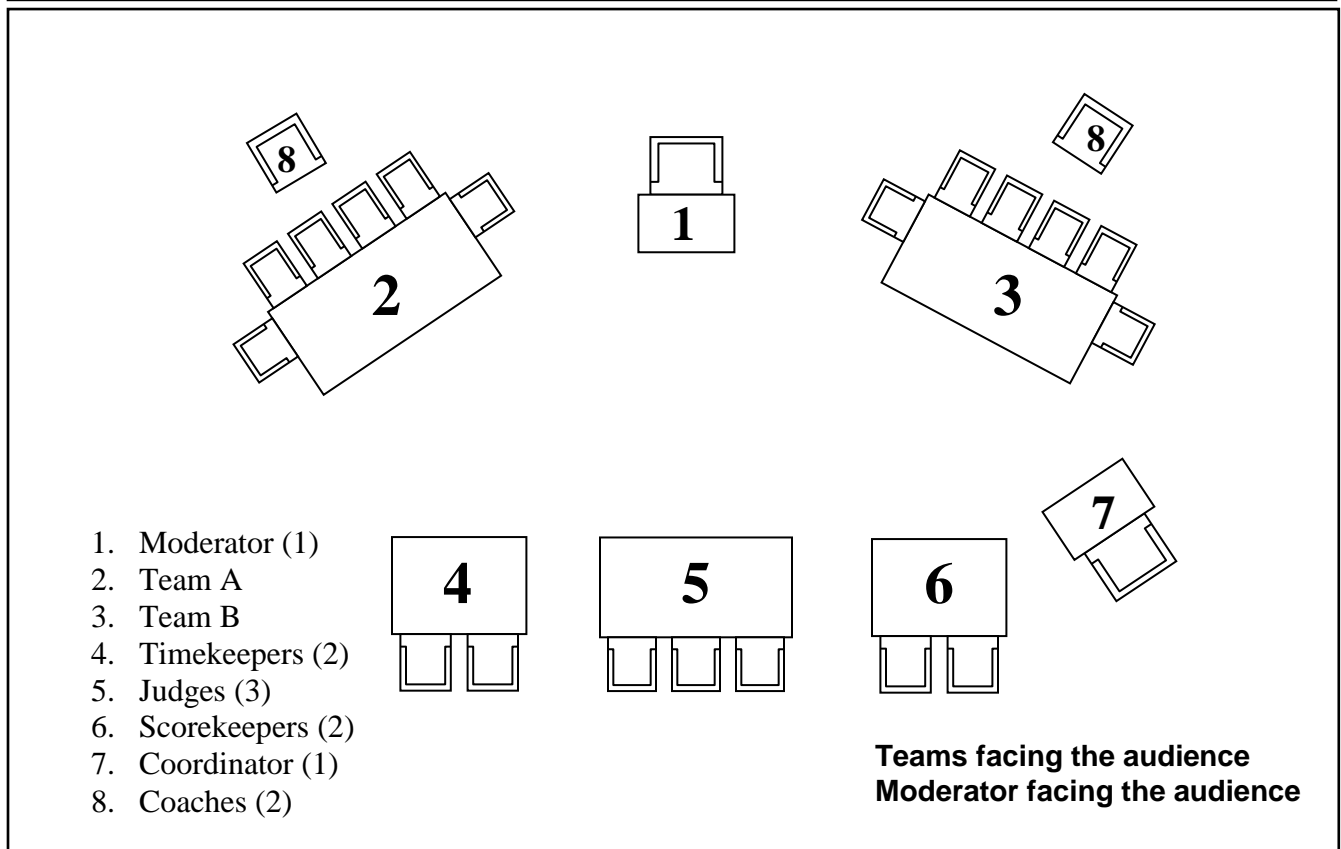 8
8
1
2
3
7
4
5
6
1. Moderator (1)
2. Team A
3. Team B
4. Timekeepers (2)
5. Judges (3)
6. Scorekeepers (2)
7. Coordinator (1)
8. Coaches (2)
Teams facing the audience
Moderator facing the audience